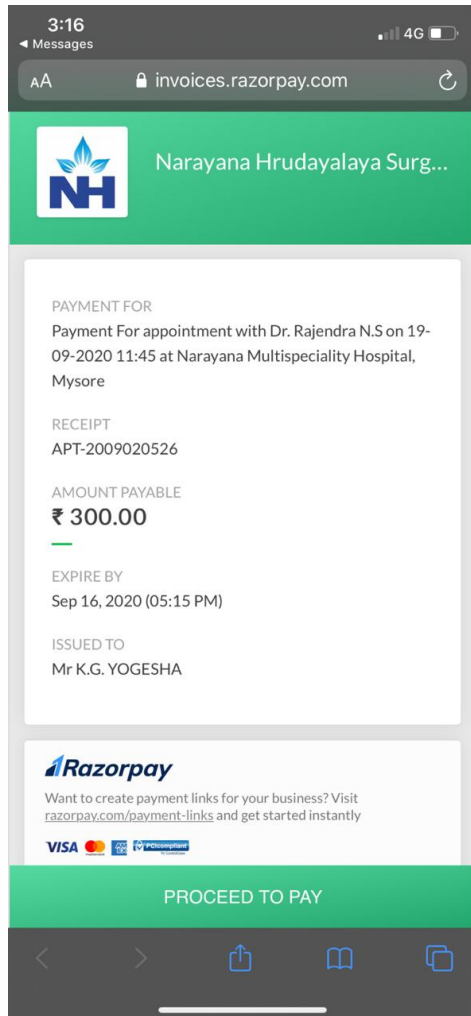 3:16
4G
◀ Messages
AA
invoices.razorpay.com
NH
Narayana Hrudayalaya Surg...
PAYMENT FOR
Payment For appointment with Dr. Rajendra N.S on 19-
09-2020 11:45 at Narayana Multispeciality Hospital,
Mysore
RECEIPT
APT-2009020526
AMOUNT PAYABLE
₹ 300.00
EXPIRE BY
Sep 16, 2020 (05:15 PM)
ISSUED TO
Mr K.G. YOGESHA
Razorpay
Want to create payment links for your business? Visit
razorpay.com/payment-links and get started instantly
VISA
PROCEED TO PAY